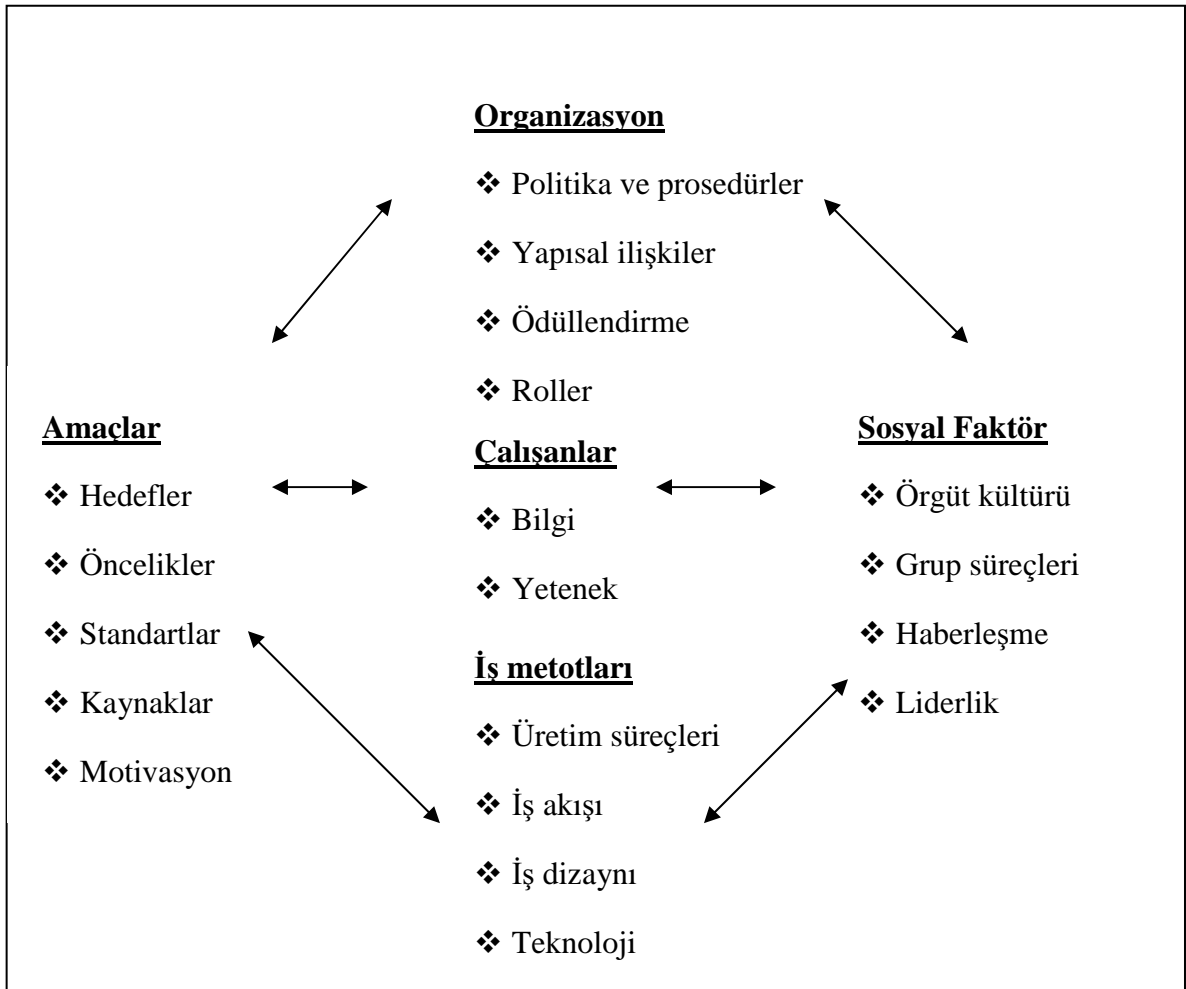 Organizasyon
❖ Politika ve prosedürler
❖ Yapısal ilişkiler
❖ Ödüllendirme
❖ Roller
Amaçlar
❖ Hedefler
❖ Öncelikler
❖ Standartlar
❖ Kaynaklar
❖ Motivasyon
Çalışanlar
❖ Bilgi
❖ Yetenek
Sosyal Faktör
❖ Örgüt kültürü
❖ Grup süreçleri
❖ Haberleşme
❖ Liderlik
İş metotları
❖ Üretim süreçleri
❖ İş akışı
❖ İş dizaynı
❖ Teknoloji